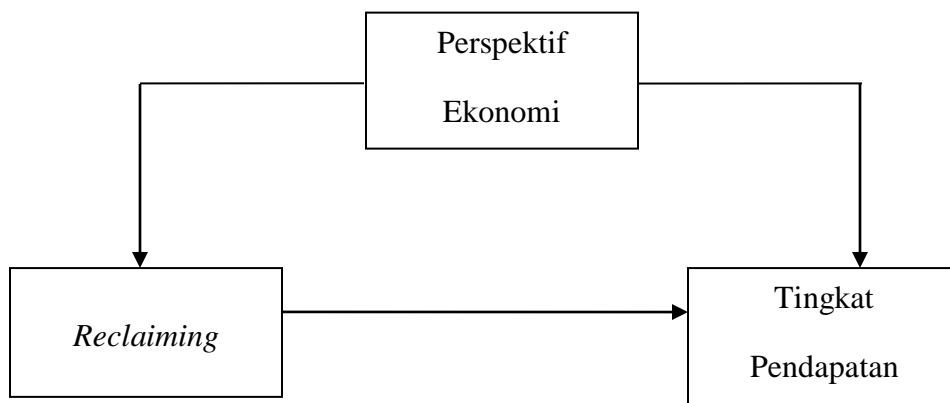 Perspektif
Ekonomi
Reclaiming
Tingkat
Pendapatan